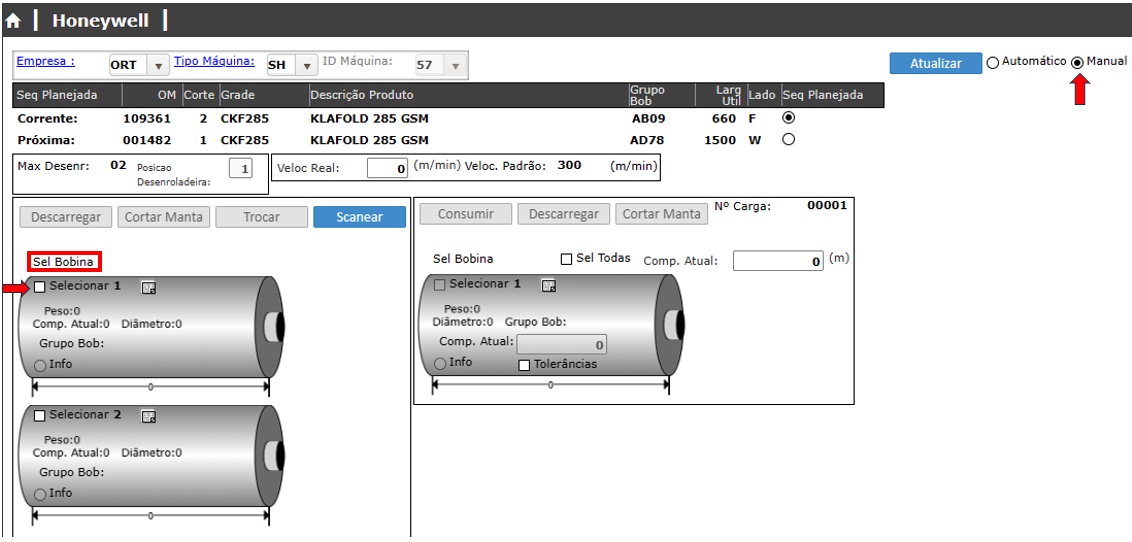 Honeywell
Empresa : ORT Tipo Máquina: SH ID Máquina: 57 Atualizar Automático Manual
Seq Planejada OM Corte Grade Descrição Produto Grupo Bob Larg Util Lado Seq Planejada
Corrente: 109361 2 CKF285 KLAFOLD 285 GSM AB09 660 F
Próxima: 001482 1 CKF285 KLAFOLD 285 GSM AD78 1500 W
Max Desenr: 02 Posicao Desenroladeira: 1 Veloc Real: 0 (m/min) Veloc. Padrão: 300 (m/min)
Descarregar Cortar Manta Trocar Scanear
Sel Bobina
Selecionar 1
Peso:0
Comp. Atual:0 Diâmetro:0
Grupo Bob:
Info
0
Selecionar 2
Peso:0
Comp. Atual:0 Diâmetro:0
Grupo Bob:
Info
0
Consumir Descarregar Cortar Manta Nº Carga: 00001
Sel Bobina Sel Todas Comp. Atual: 0 (m)
Selecionar 1
Peso:0
Diâmetro:0 Grupo Bob:
Comp. Atual: 0
Info Tolerâncias
0